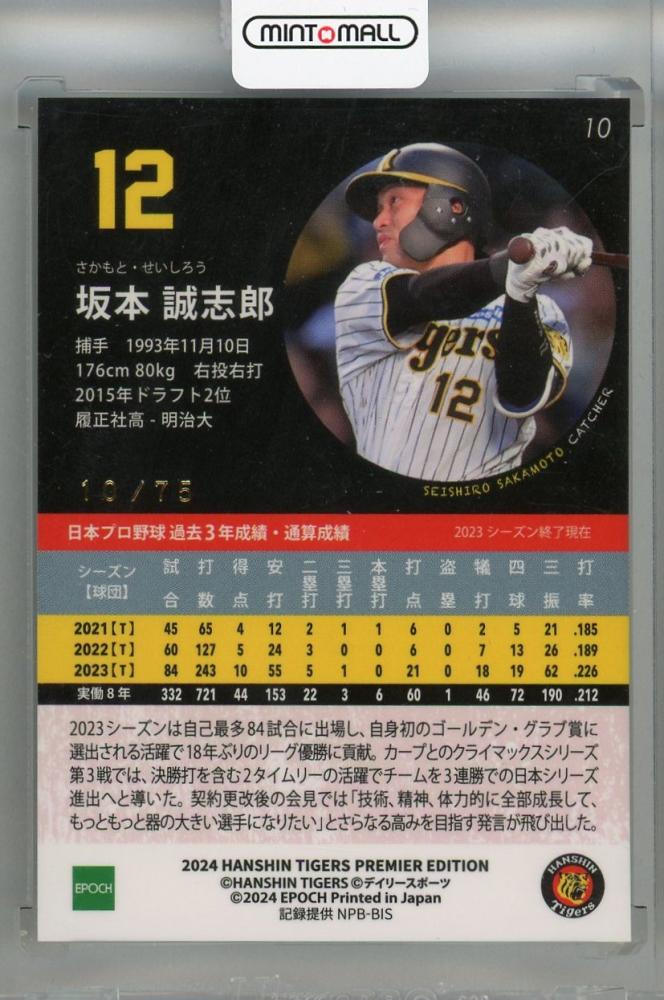 MINT MALL
10
12
さかもと・せいしろう
坂本 誠志郎
捕手 1993年11月10日
176cm 80kg 右投右打
2015年ドラフト2位
履正社高 - 明治大
gers
12
SEISHIRO SAKAMOTO CATCHER
10/75
日本プロ野球 過去3年成績・通算成績 2023 シーズン終了現在
シーズン【球団】 試合 打数 得点 安打 二塁打 三塁打 本塁打 打点 盗塁 犠打 四球 三振 打率
2021【T】 45 65 4 12 2 1 1 6 0 2 5 21 .185
2022【T】 60 127 5 24 3 0 0 6 0 7 13 26 .189
2023【T】 84 243 10 55 5 1 0 21 0 18 19 62 .226
実働8年 332 721 44 153 22 3 6 60 1 46 72 190 .212
2023シーズンは自己最多84試合に出場し、自身初のゴールデン・グラブ賞に
選出される活躍で18年ぶりのリーグ優勝に貢献。カープとのクライマックスシリーズ
第3戦では、決勝打を含む2タイムリーの活躍でチームを3連勝での日本シリーズ
進出へと導いた。契約更改後の会見では「技術、精神、体力的に全部成長して、
もっともっと器の大きい選手になりたい」とさらなる高みを目指す発言が飛び出した。
EPOCH
2024 HANSHIN TIGERS PREMIER EDITION
©HANSHIN TIGERS ©デイリースポーツ
©2024 EPOCH Printed in Japan
記録提供 NPB-BIS
HANSHIN
Tigers